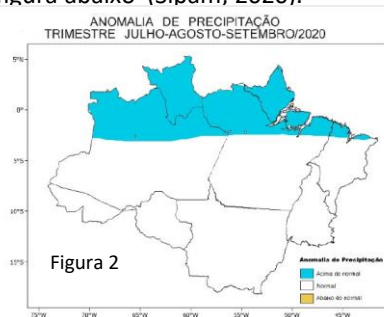 figura abaixo (Sipam, 2020).
ANOMALIA DE PRECIPITAÇÃO
TRIMESTRE JULHO-AGOSTO-SETEMBRO/2020
5°N
0°
5°S
10°S
15°S
Figura 2
Anomalia de Precipitação
Acima do normal
Normal
Abaixo do normal
75°W 70°W 65°W 60°W 55°W 50°W 45°W